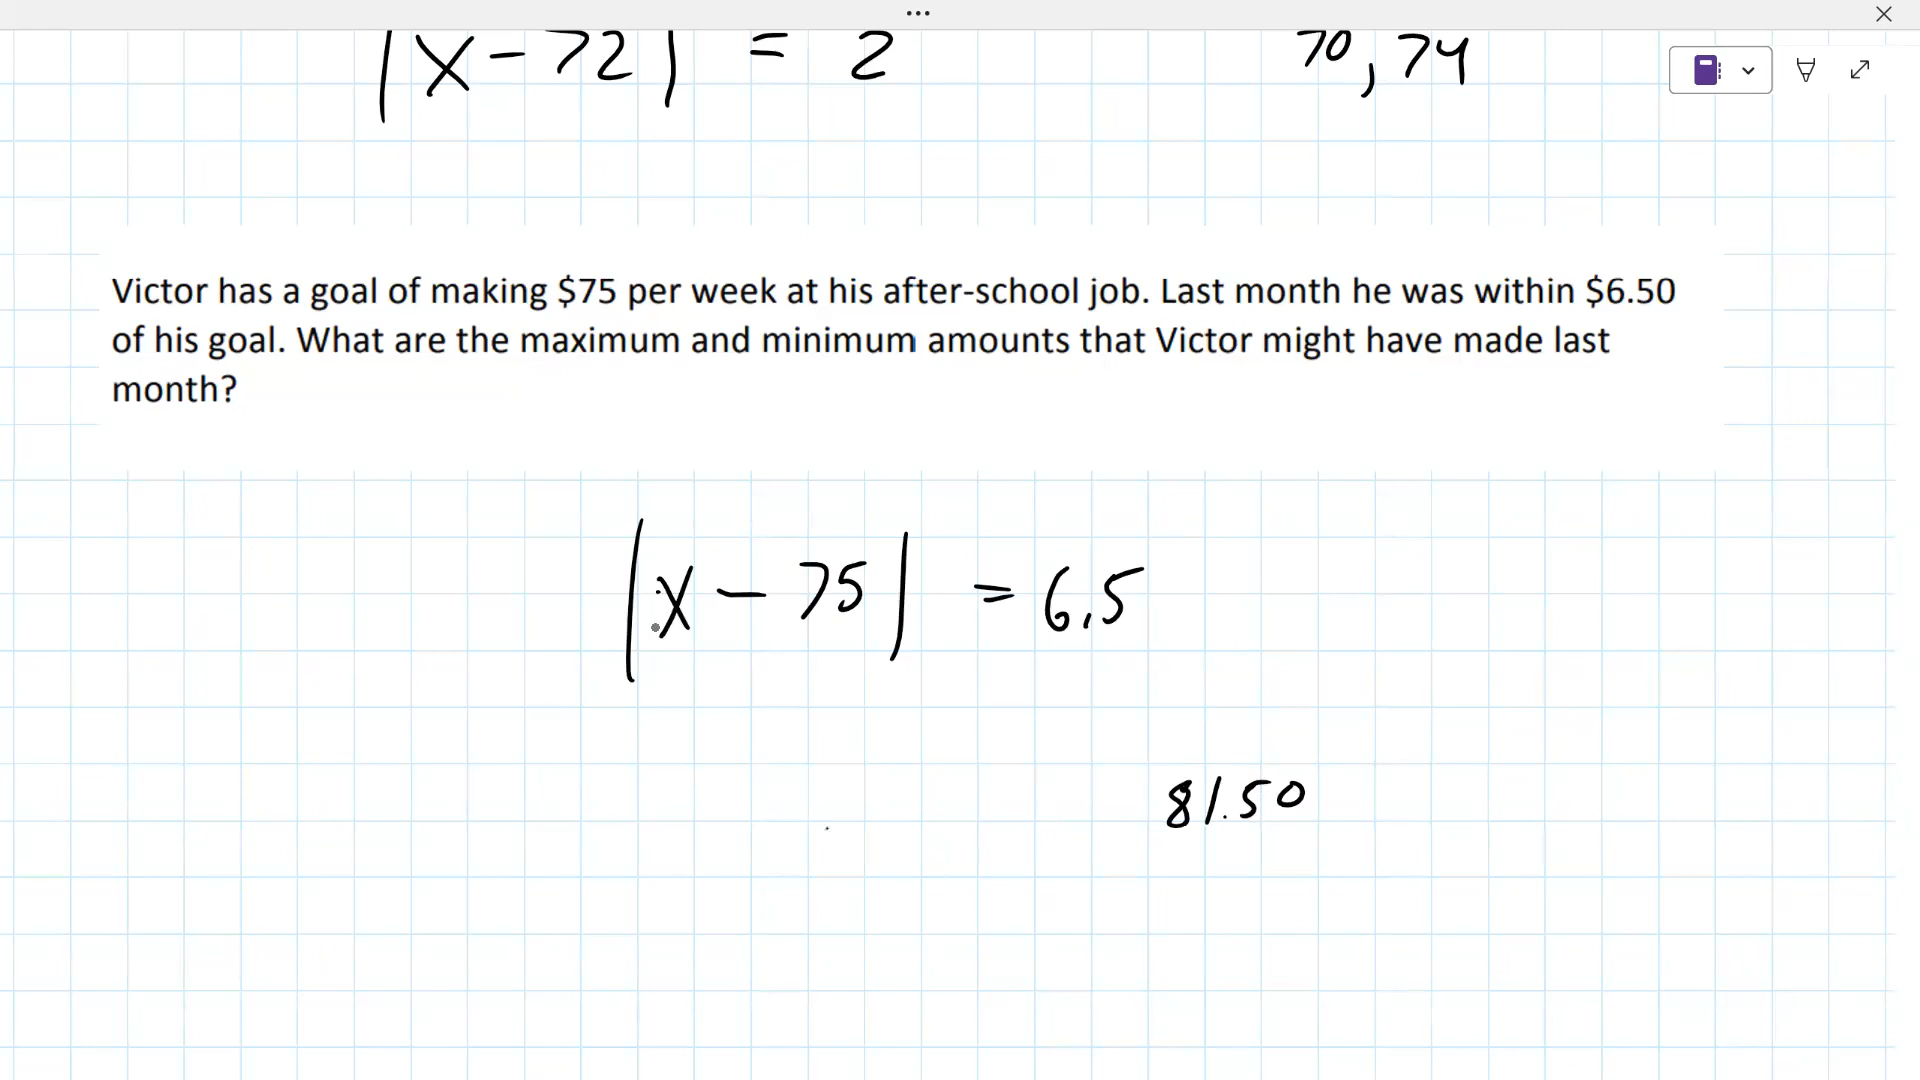 |x - 72| = 2 70, 74
Victor has a goal of making $75 per week at his after-school job. Last month he was within $6.50
of his goal. What are the maximum and minimum amounts that Victor might have made last
month?
|x - 75| = 6.5
81.50